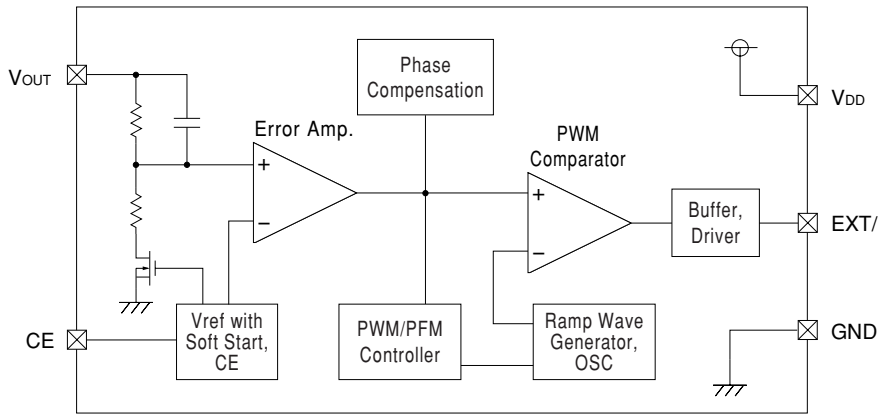 VOUT
Phase
Compensation
VDD
Error Amp.
PWM
Comparator
+
−
+
−
Buffer,
Driver
EXT/
CE
Vref with
Soft Start,
CE
PWM/PFM
Controller
Ramp Wave
Generator,
OSC
GND